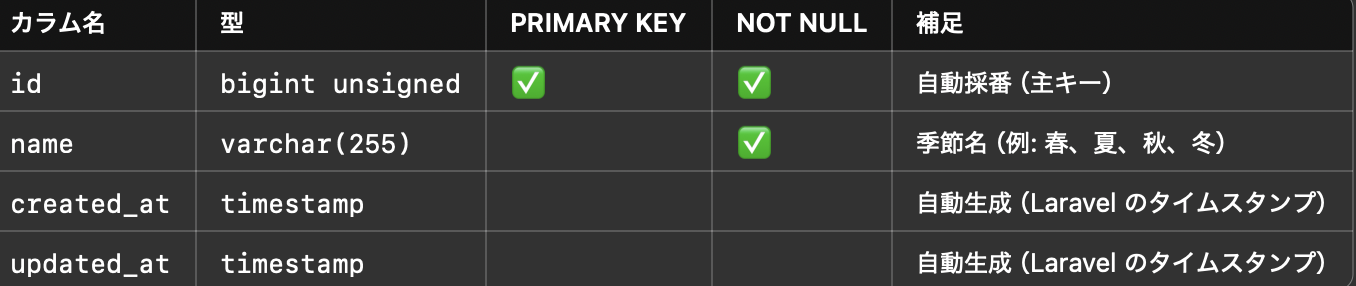 カラム名 型 PRIMARY KEY NOT NULL 補足
id bigint unsigned ✅ ✅ 自動採番（主キー）
name varchar(255) ✅ 季節名（例: 春、夏、秋、冬）
created_at timestamp 自動生成（Laravel のタイムスタンプ）
updated_at timestamp 自動生成（Laravel のタイムスタンプ）